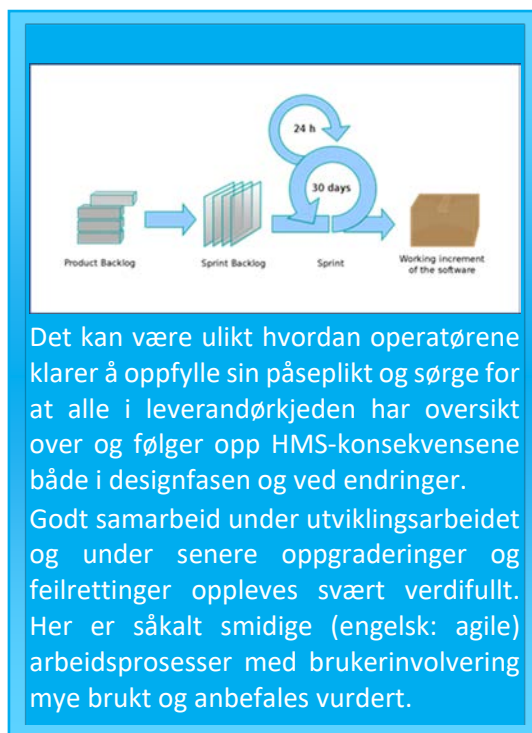 24 h
30 days
Product Backlog
Sprint Backlog
Sprint
Working increment
of the software
Det kan være ulikt hvordan operatørene
klarer å oppfylle sin påseplikt og sørge for
at alle i leverandørkjeden har oversikt
over og følger opp HMS-konsekvensene
både i designfasen og ved endringer.
Godt samarbeid under utviklingsarbeidet
og under senere oppgraderinger og
feilrettinger oppleves svært verdifullt.
Her er såkalt smidige (engelsk: agile)
arbeidsprosesser med brukerinvolvering
mye brukt og anbefales vurdert.